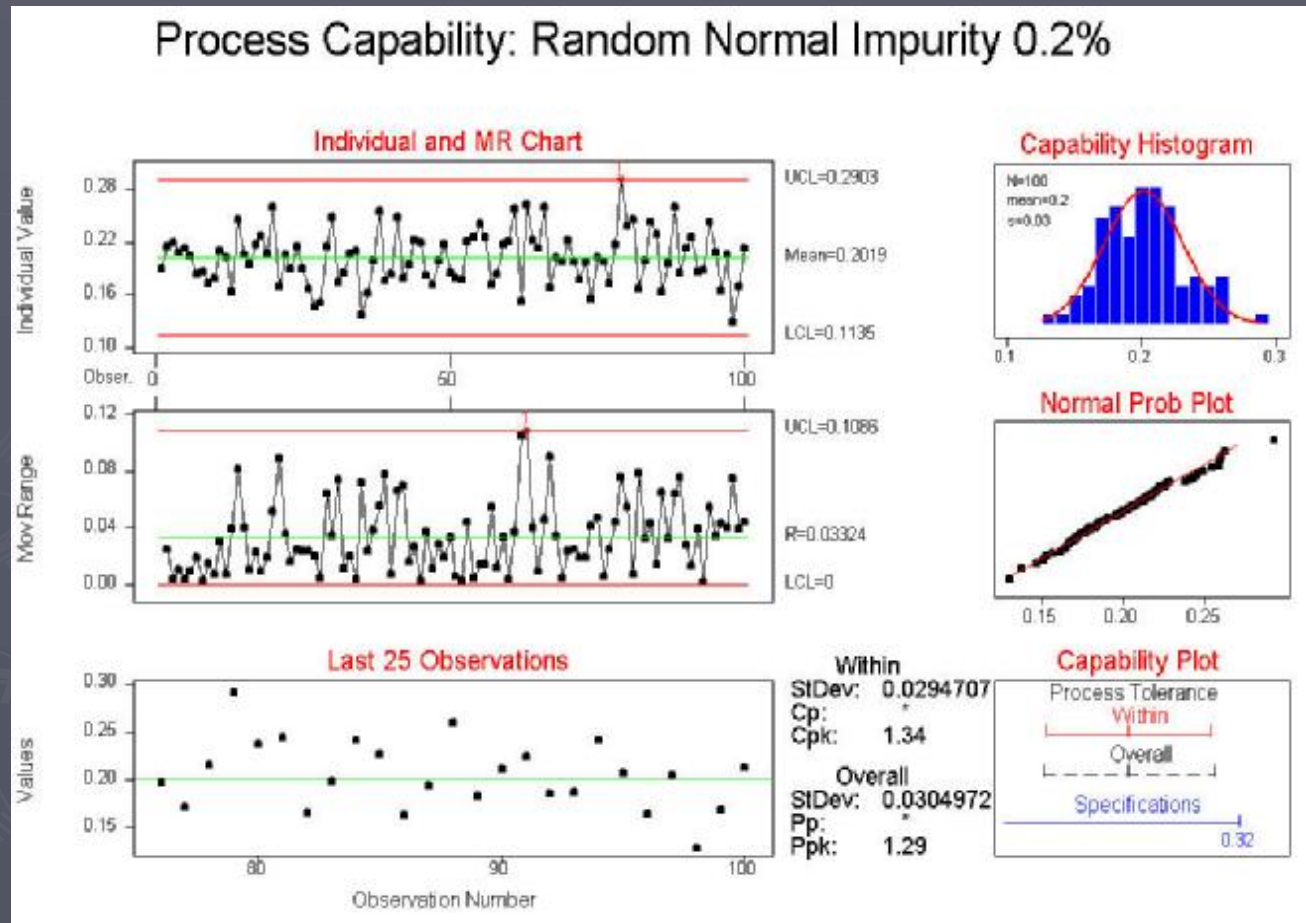 Process Capability: Random Normal Impurity 0.2%
Individual and MR Chart
Individual Value
0.28
0.22
0.16
0.10
1
UCL=0.2903
Mean=0.2019
LCL=0.1135
Obser. 0 50 100
Mov.Range
0.12
0.08
0.04
0.00
1
UCL=0.1086
R=0.03324
LCL=0
Last 25 Observations
Values
0.30
0.25
0.20
0.15
80 90 100
Observation Number
Capability Histogram
N=100
mean=0.2
s=0.03
0.1 0.2 0.3
Normal Prob Plot
0.15 0.20 0.25
Within
StDev: 0.0294707
Cp: *
Cpk: 1.34
Overall
StDev: 0.0304972
Pp: *
Ppk: 1.29
Capability Plot
Process Tolerance
Within
Overall
Specifications
0.32